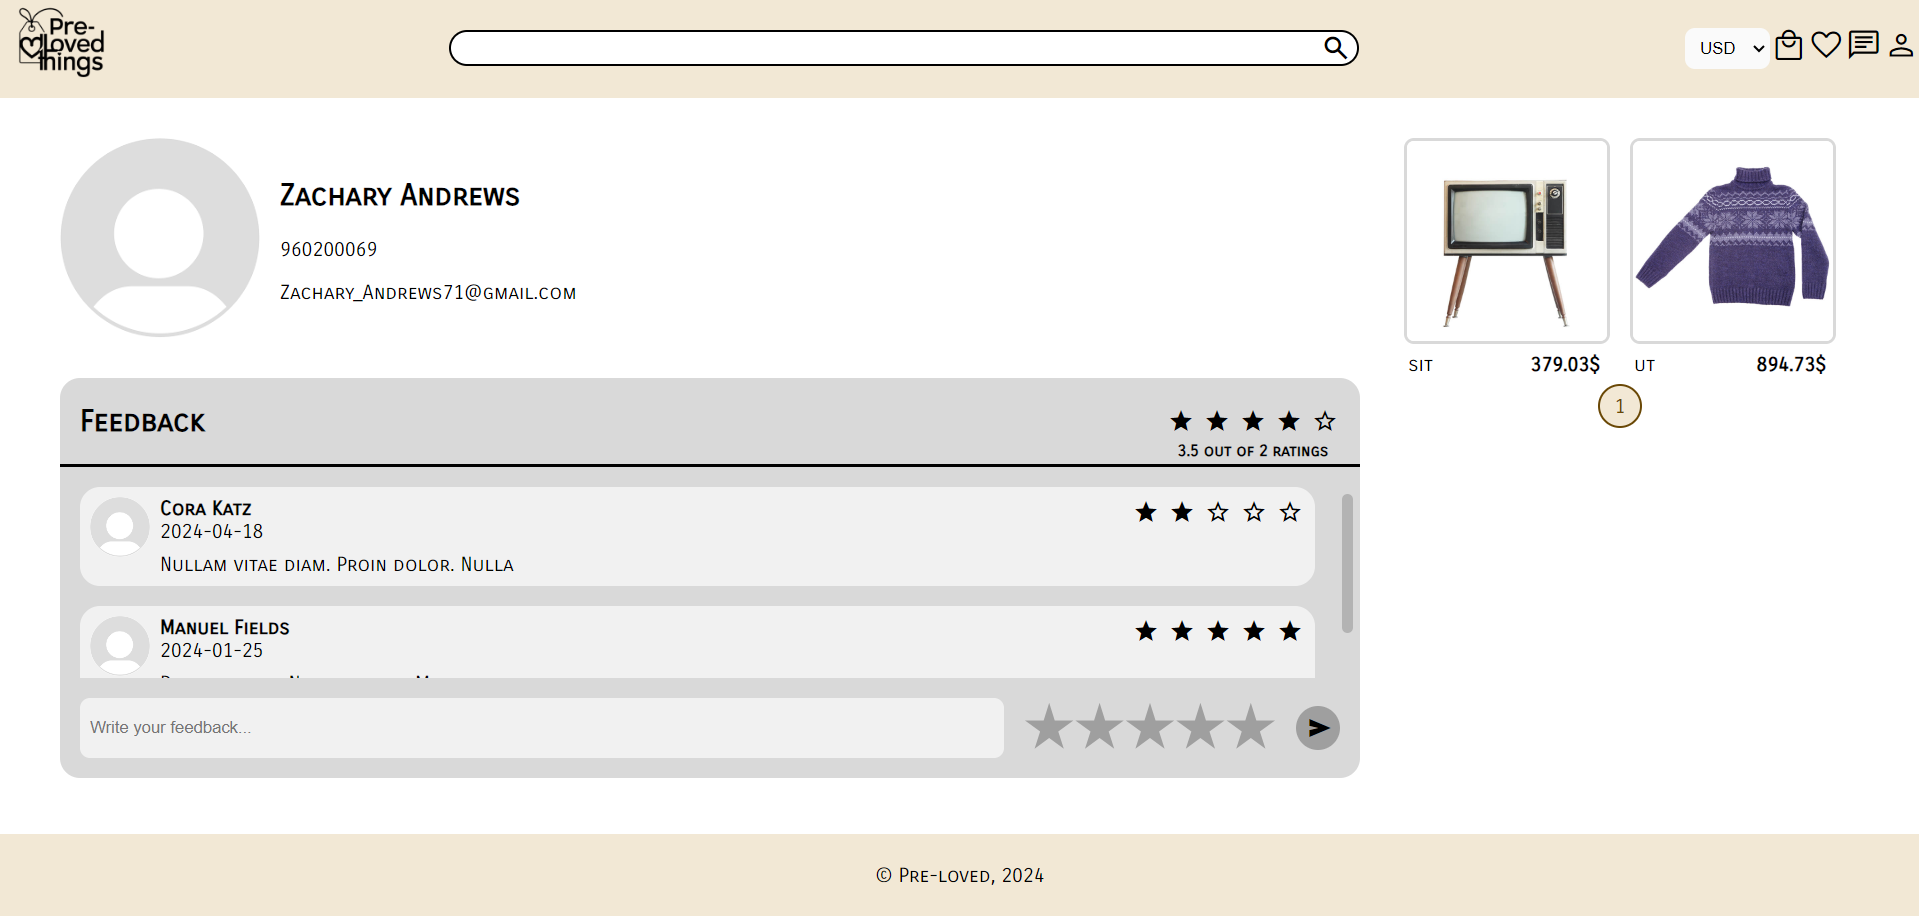 Pre-
loved
things
USD
Zachary Andrews
960200069
Zachary_Andrews71@gmail.com
sit 379.03$
ut 894.73$
1
Feedback
3.5 out of 2 ratings
Cora Katz
2024-04-18
Nullam vitae diam. Proin dolor. Nulla
Manuel Fields
2024-01-25
Write your feedback...
© Pre-loved, 2024